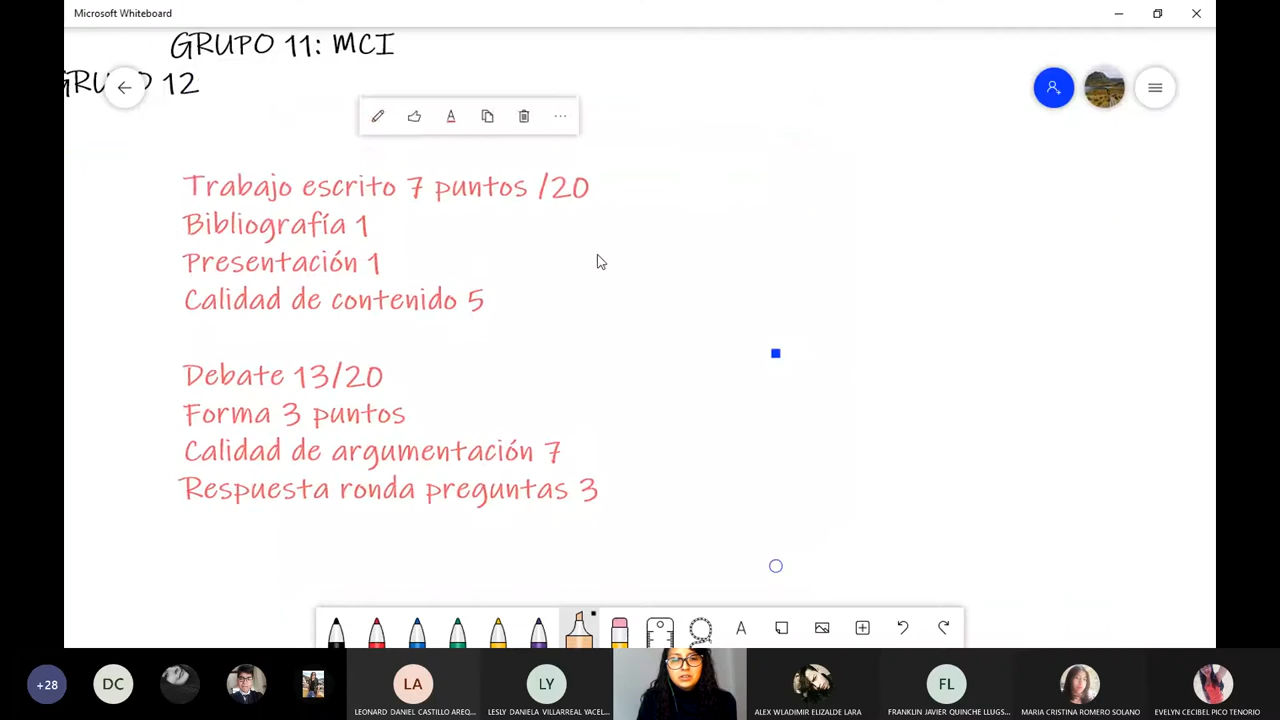 Microsoft Whiteboard
GRUPO 11: MCI
GRUPO 12
Trabajo escrito 7 puntos /20
Bibliografía 1
Presentación 1
Calidad de contenido 5
Debate 13/20
Forma 3 puntos
Calidad de argumentación 7
Respuesta ronda preguntas 3
+28
DC
LA
LY
FL
LEONARD DANIEL CASTILLO AREQ...
LESLY DANIELA VILLARREAL YACEL...
ALEX WLADIMIR ELIZALDE LARA
FRANKLIN JAVIER QUINCHE LLUGS...
MARIA CRISTINA ROMERO SOLANO
EVELYN CECIBEL PICO TENORIO